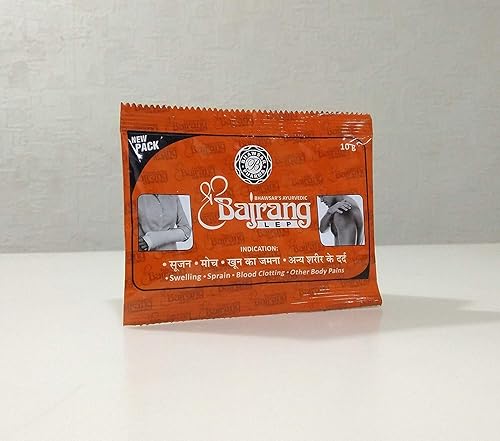 NEW
PACK
10 g
BHAWSAR'S AYURVEDIC
श्री Bajrang
LEP
INDICATION:
• सूजन • मोच • खून का जमना • अन्य शरीर के दर्द
• Swelling • Sprain • Blood Clotting • Other Body Pains